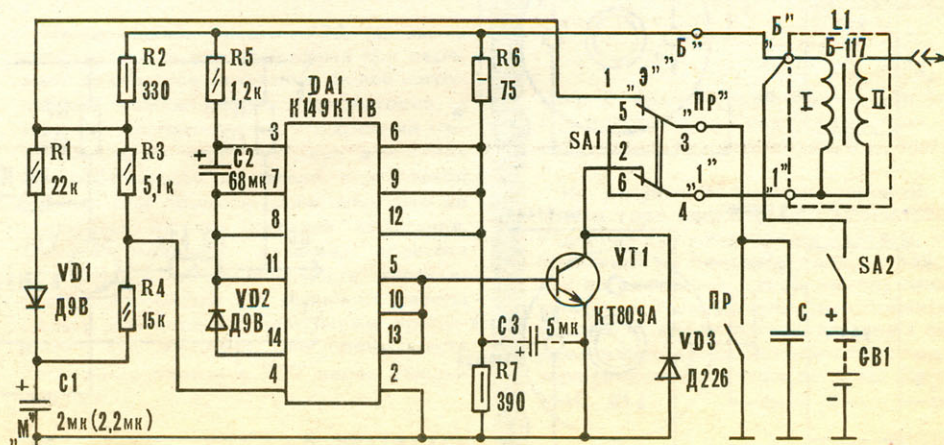 R2
330
R5
1,2к
DA1
К149КТ1В
R6
75
1
"Э"
"Б"
"Б"
L1
Б-117
I
II
"Пр"
5
3
SA1
2
6
"1"
"1"
4
R1
22к
R3
5,1к
C2
+
68мк
3
7
8
11
14
4
6
9
12
5
10
13
2
VD1
Д9В
R4
15к
VD2
Д9В
VT1
КТ809А
C3
+
5мк
R7
390
VD3
Д226
Пр
C
SA2
+
GB1
-
+
C1
"М"
2мк(2,2мк)